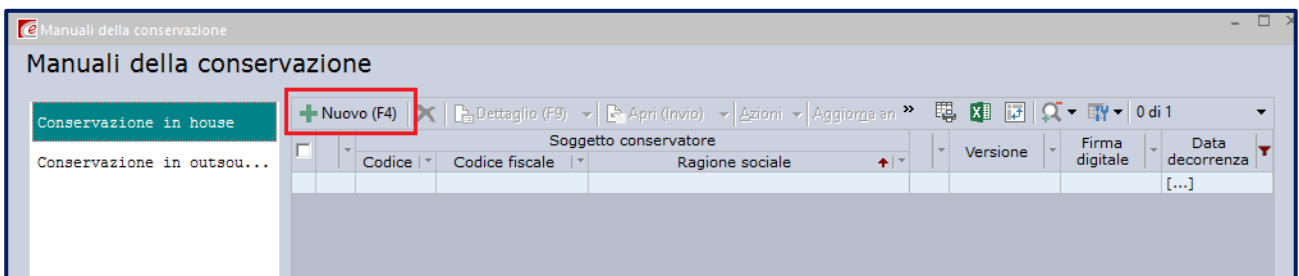 Manuali della conservazione
Manuali della conservazione
Conservazione in house
Conservazione in outsou...
Nuovo (F4) Dettaglio (F9) Apri (Invio) Azioni Aggiorna an » 0 di 1
Soggetto conservatore
Codice Codice fiscale Ragione sociale Versione Firma digitale Data decorrenza
[...]